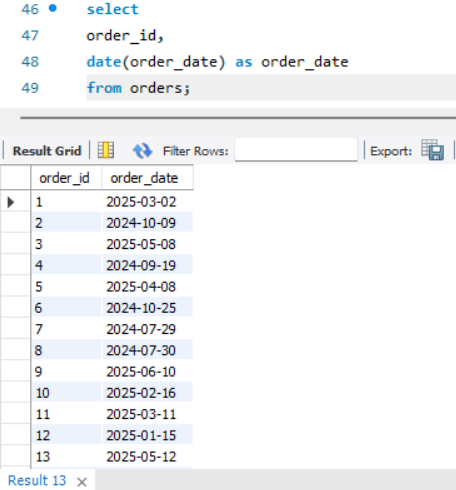 46 select
47 order_id,
48 date(order_date) as order_date
49 from orders;
Result Grid Filter Rows: Export:
order_id order_date
1 2025-03-02
2 2024-10-09
3 2025-05-08
4 2024-09-19
5 2025-04-08
6 2024-10-25
7 2024-07-29
8 2024-07-30
9 2025-06-10
10 2025-02-16
11 2025-03-11
12 2025-01-15
13 2025-05-12
Result 13